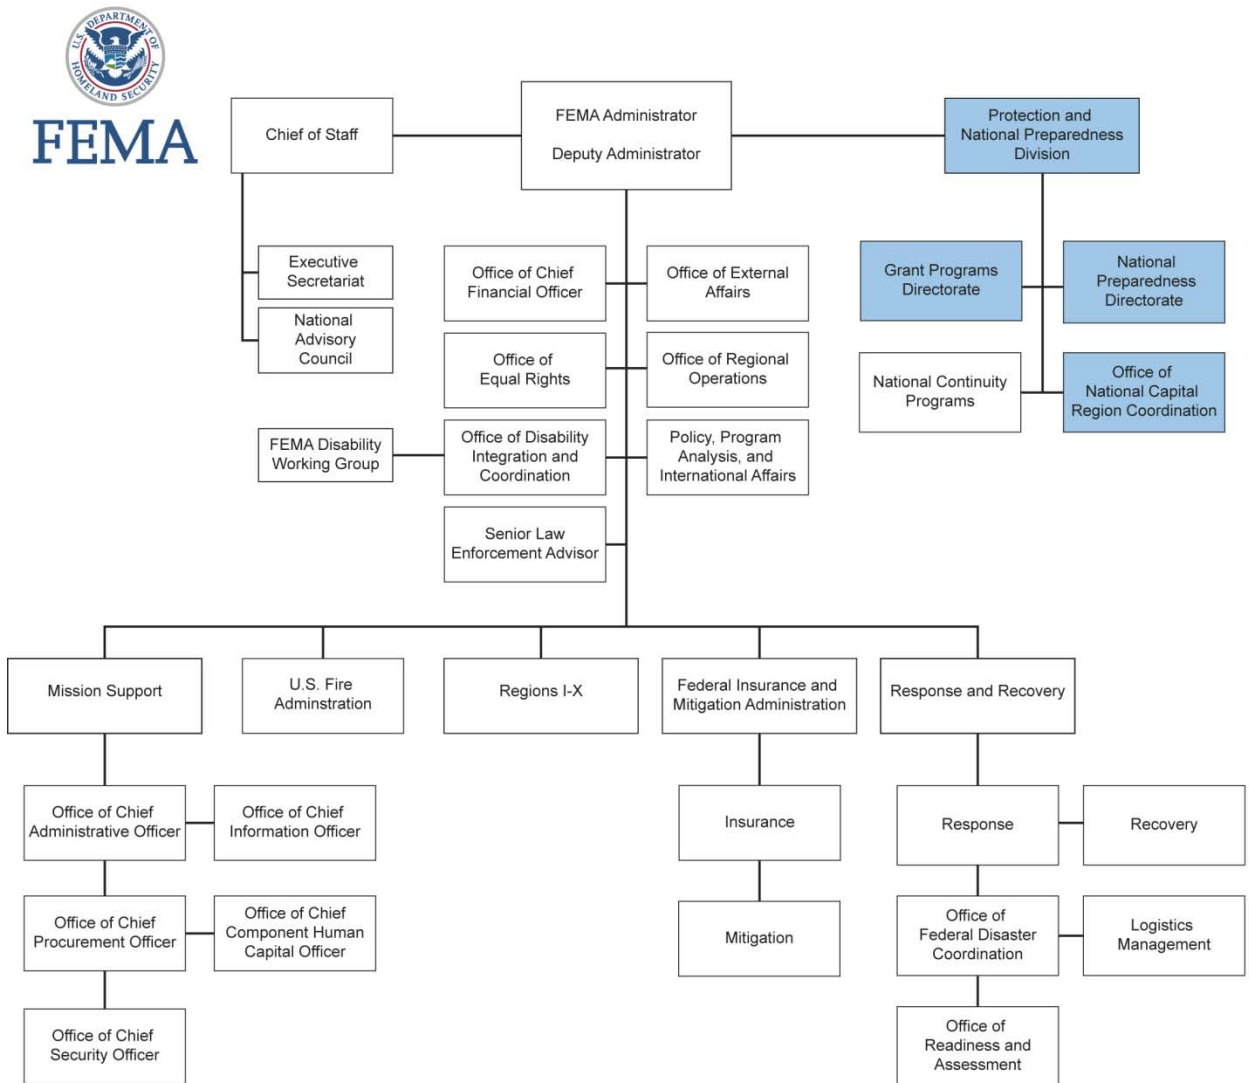 U.S. DEPARTMENT OF
HOMELAND SECURITY
FEMA
Chief of Staff
FEMA Administrator
Deputy Administrator
Protection and
National Preparedness
Division
Executive
Secretariat
National
Advisory
Council
Office of Chief
Financial Officer
Office of External
Affairs
Grant Programs
Directorate
National
Preparedness
Directorate
Office of
Equal Rights
Office of Regional
Operations
National Continuity
Programs
Office of
National Capital
Region Coordination
FEMA Disability
Working Group
Office of Disability
Integration and
Coordination
Policy, Program
Analysis, and
International Affairs
Senior Law
Enforcement Advisor
Mission Support
U.S. Fire
Adminstration
Regions I-X
Federal Insurance and
Mitigation Administration
Response and Recovery
Office of Chief
Administrative Officer
Office of Chief
Information Officer
Insurance
Response
Recovery
Office of Chief
Procurement Officer
Office of Chief
Component Human
Capital Officer
Mitigation
Office of
Federal Disaster
Coordination
Logistics
Management
Office of Chief
Security Officer
Office of
Readiness and
Assessment